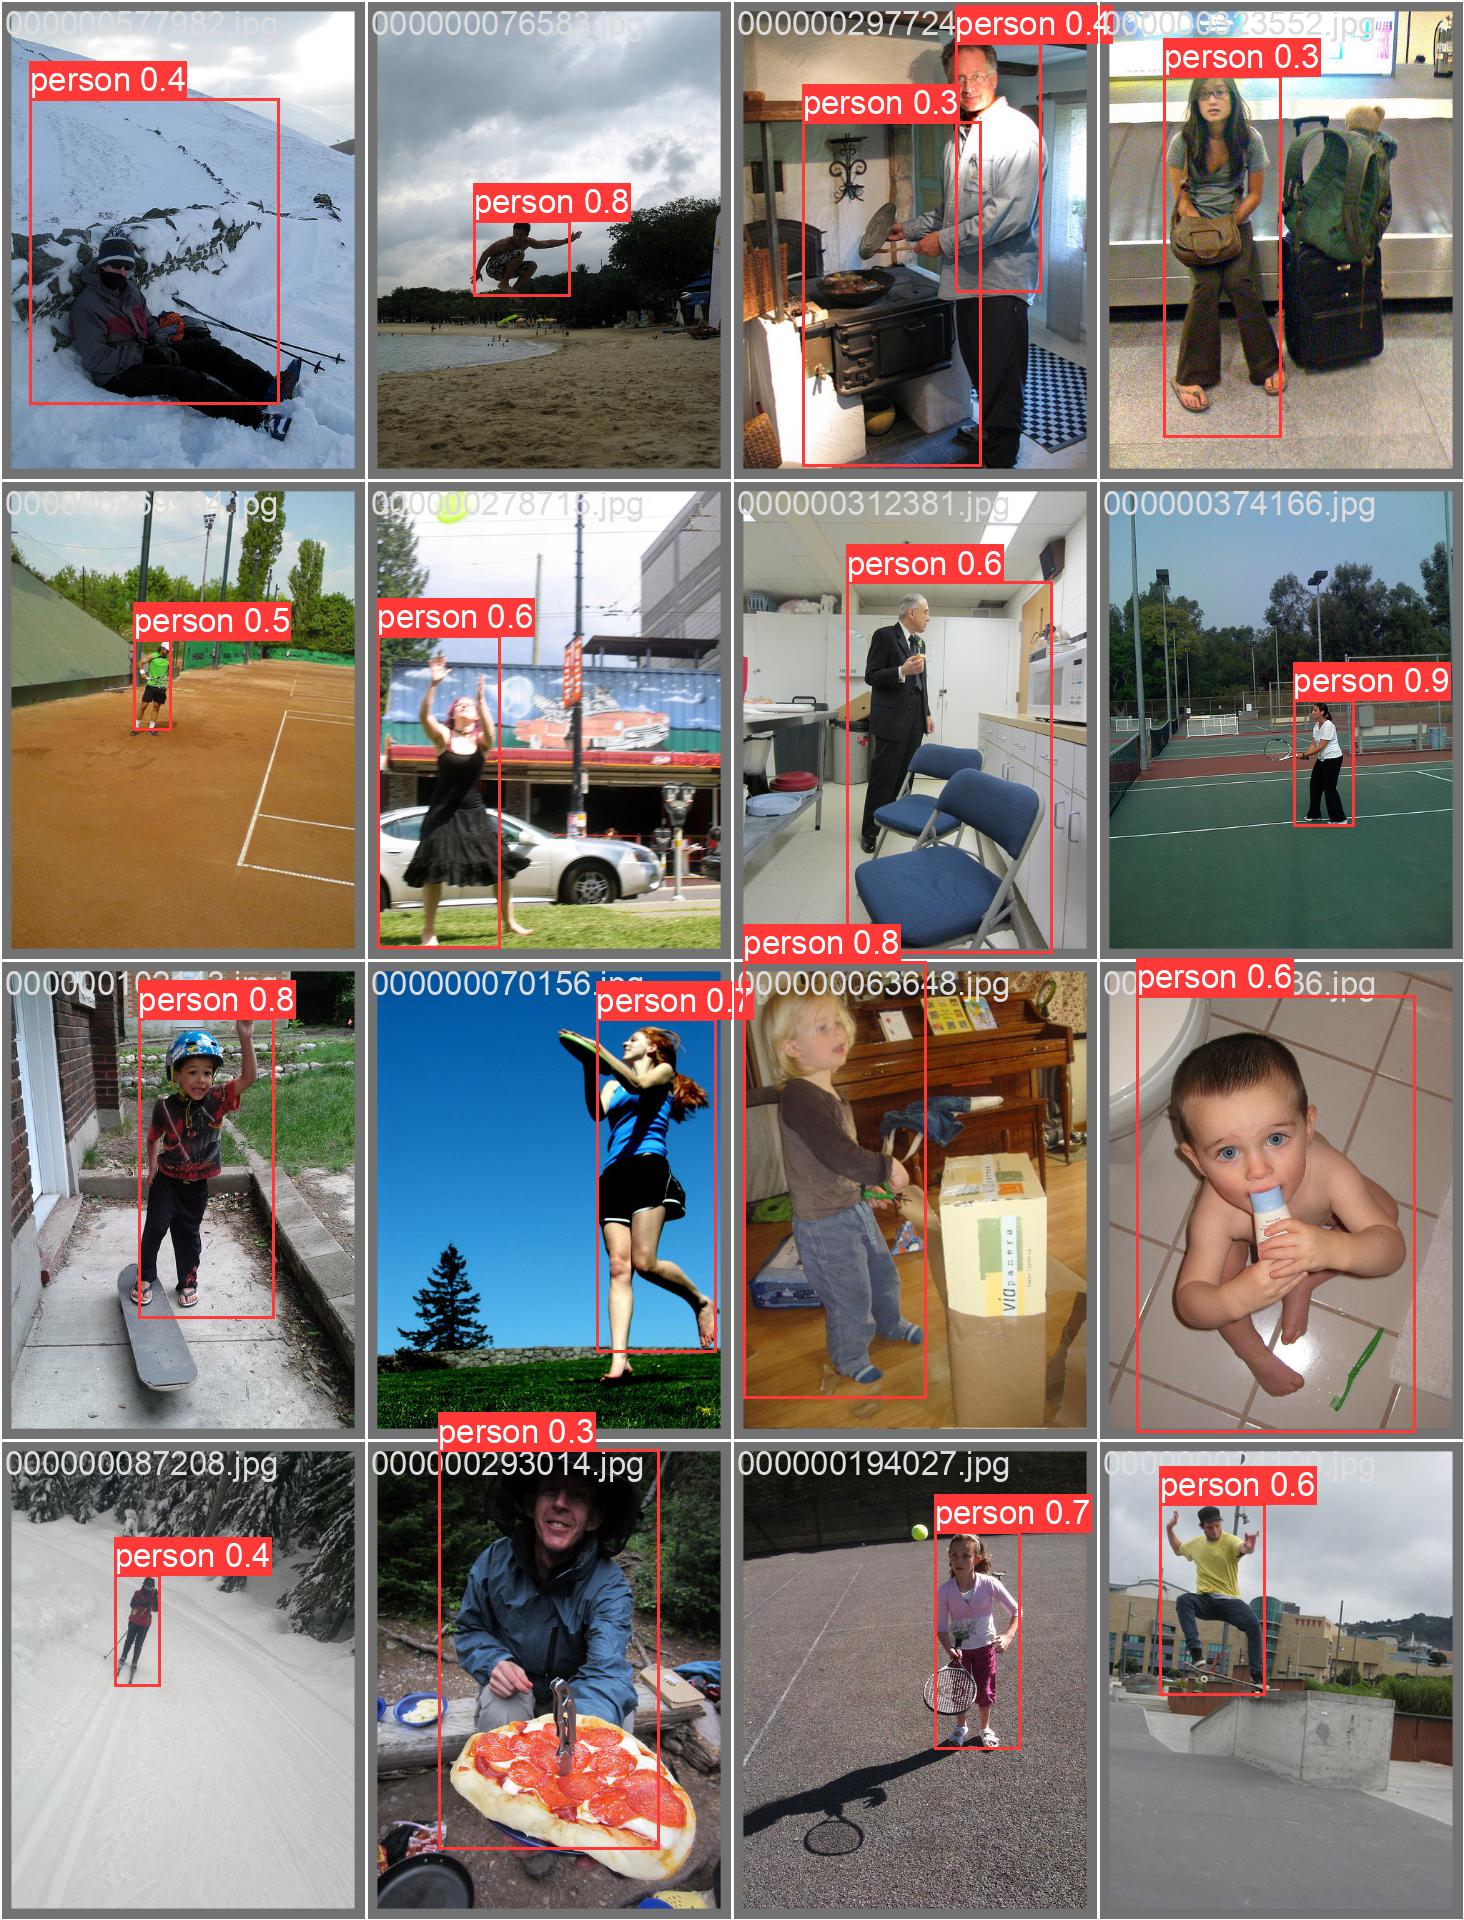 000000577982.jpg
person 0.4
000000076583.jpg
person 0.8
000000297724
person 0.4
person 0.3
person 0.3
person 0.5
person 0.6
000000312381.jpg
person 0.6
000000374166.jpg
person 0.9
person 0.8
000000070156.jpg
person 0.7
000000063648.jpg
person 0.8
viapanera
person 0.6
000000087208.jpg
person 0.4
000000293014.jpg
person 0.3
000000194027.jpg
person 0.7
person 0.6